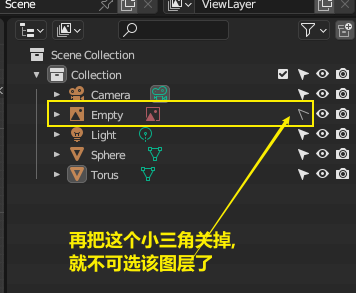 Scene
ViewLayer
Scene Collection
Collection
Camera
Empty
Light
Sphere
Torus
再把这个小三角关掉,
就不可选该图层了